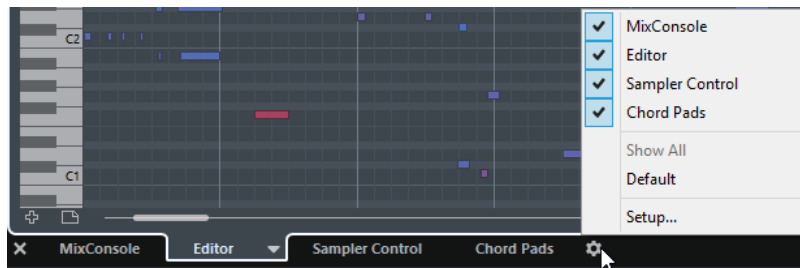 C2
C1
MixConsole
Editor
Sampler Control
Chord Pads
Show All
Default
Setup...
MixConsole Editor Sampler Control Chord Pads